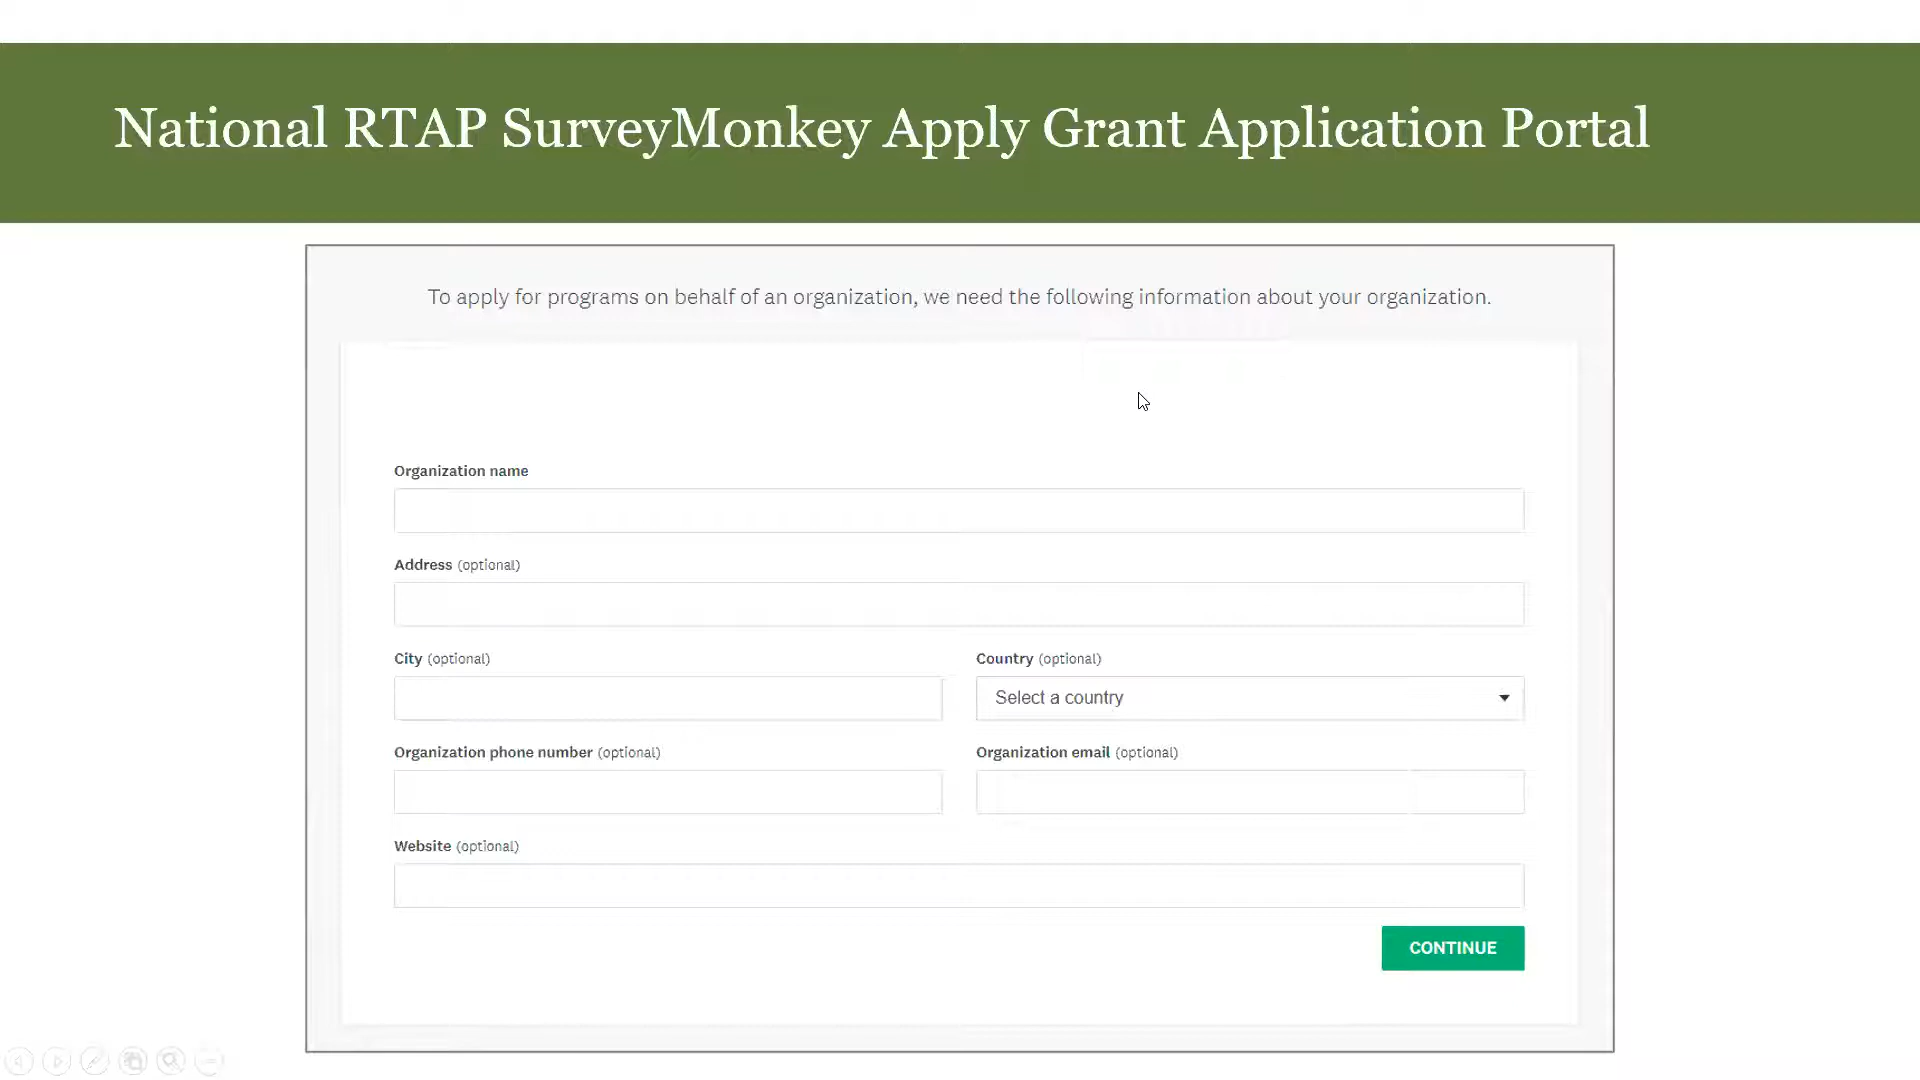 National RTAP SurveyMonkey Apply Grant Application Portal
To apply for programs on behalf of an organization, we need the following information about your organization.
Organization name
Address (optional)
City (optional)
Country (optional)
Select a country
Organization phone number (optional)
Organization email (optional)
Website (optional)
CONTINUE